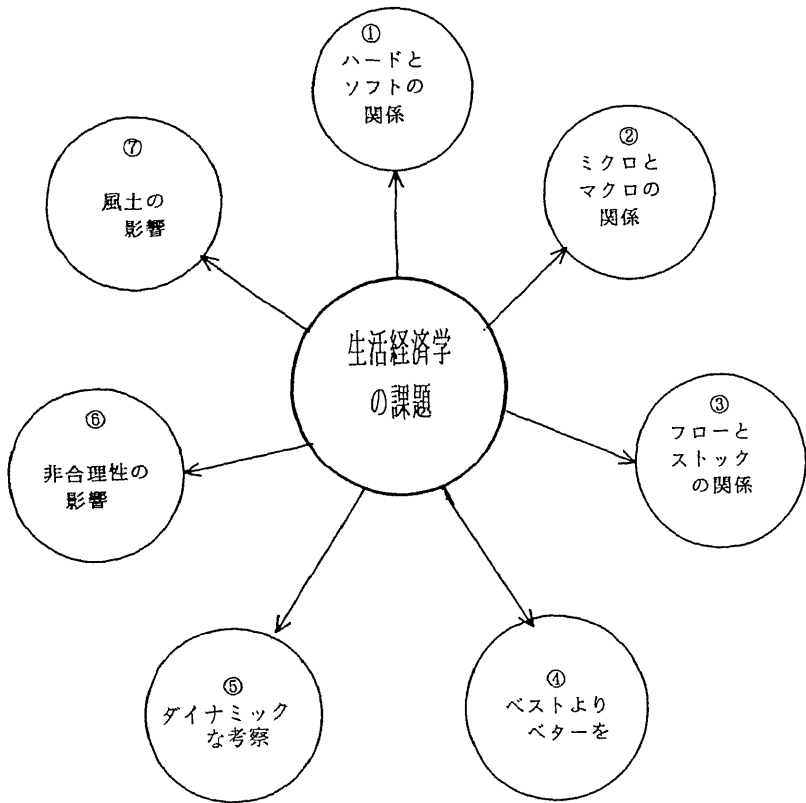 生活経済学
の課題
①
ハードと
ソフトの
関係
②
ミクロと
マクロの
関係
③
フローと
ストック
の関係
④
ベストより
ベターを
⑤
ダイナミック
な考察
⑥
非合理性の
影響
⑦
風土の
影響